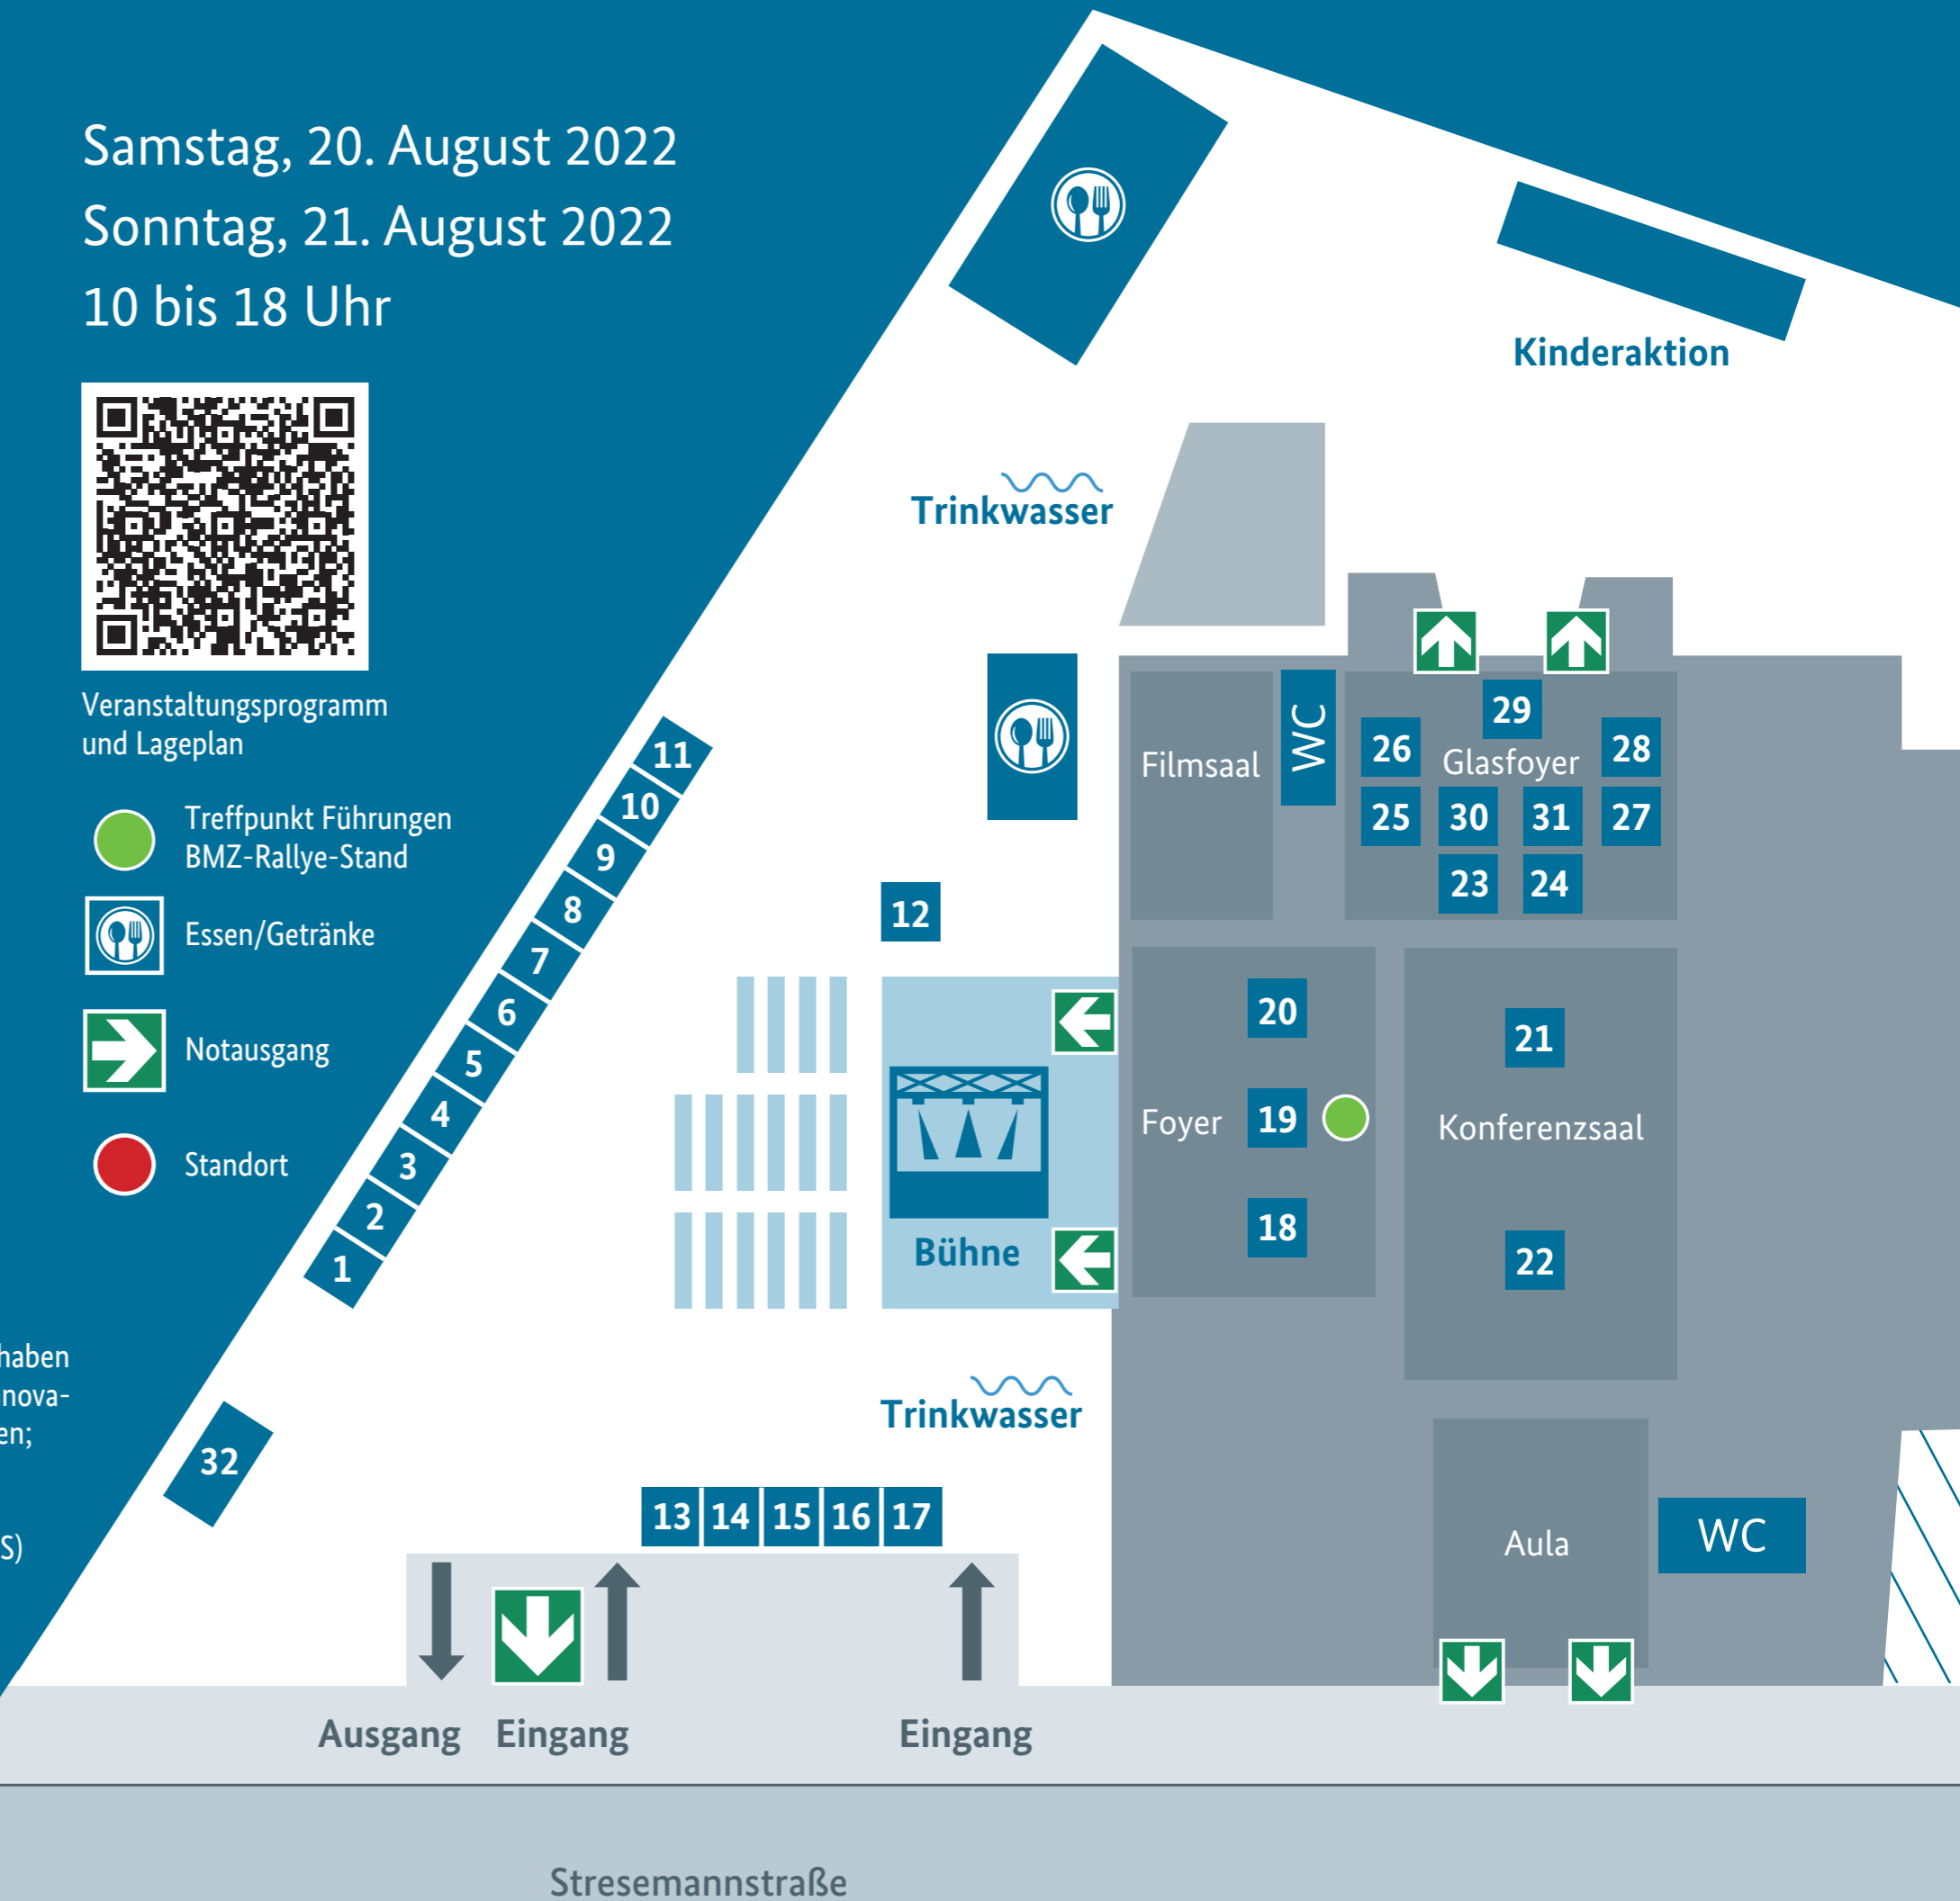 Samstag, 20. August 2022
Sonntag, 21. August 2022
10 bis 18 Uhr
Veranstaltungsprogramm
und Lageplan
Treffpunkt Führungen
BMZ-Rallye-Stand
Essen/Getränke
Notausgang
Standort
haben
nova-
en;
S)
Kinderaktion
Trinkwasser
11
10
9
8
7
6
5
4
3
2
1
32
12
Bühne
Trinkwasser
13 14 15 16 17
Filmsaal
WC
29
26 Glasfoyer 28
25 30 31 27
23 24
20
Foyer 19
18
21
Konferenzsaal
22
Aula
WC
Ausgang Eingang Eingang
Stresemannstraße